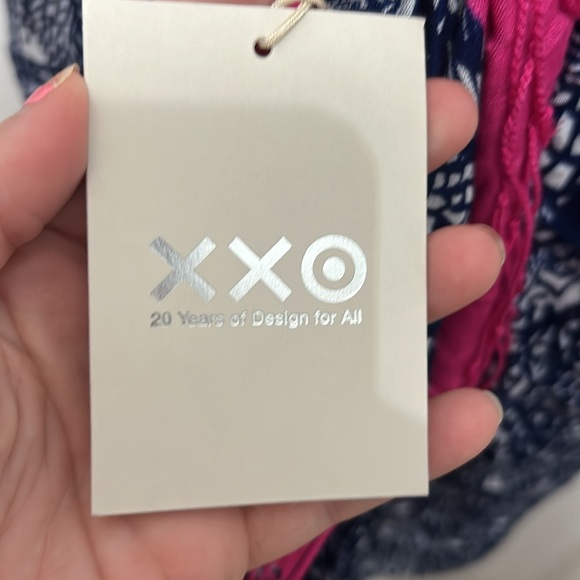 XXO
20 Years of Design for All